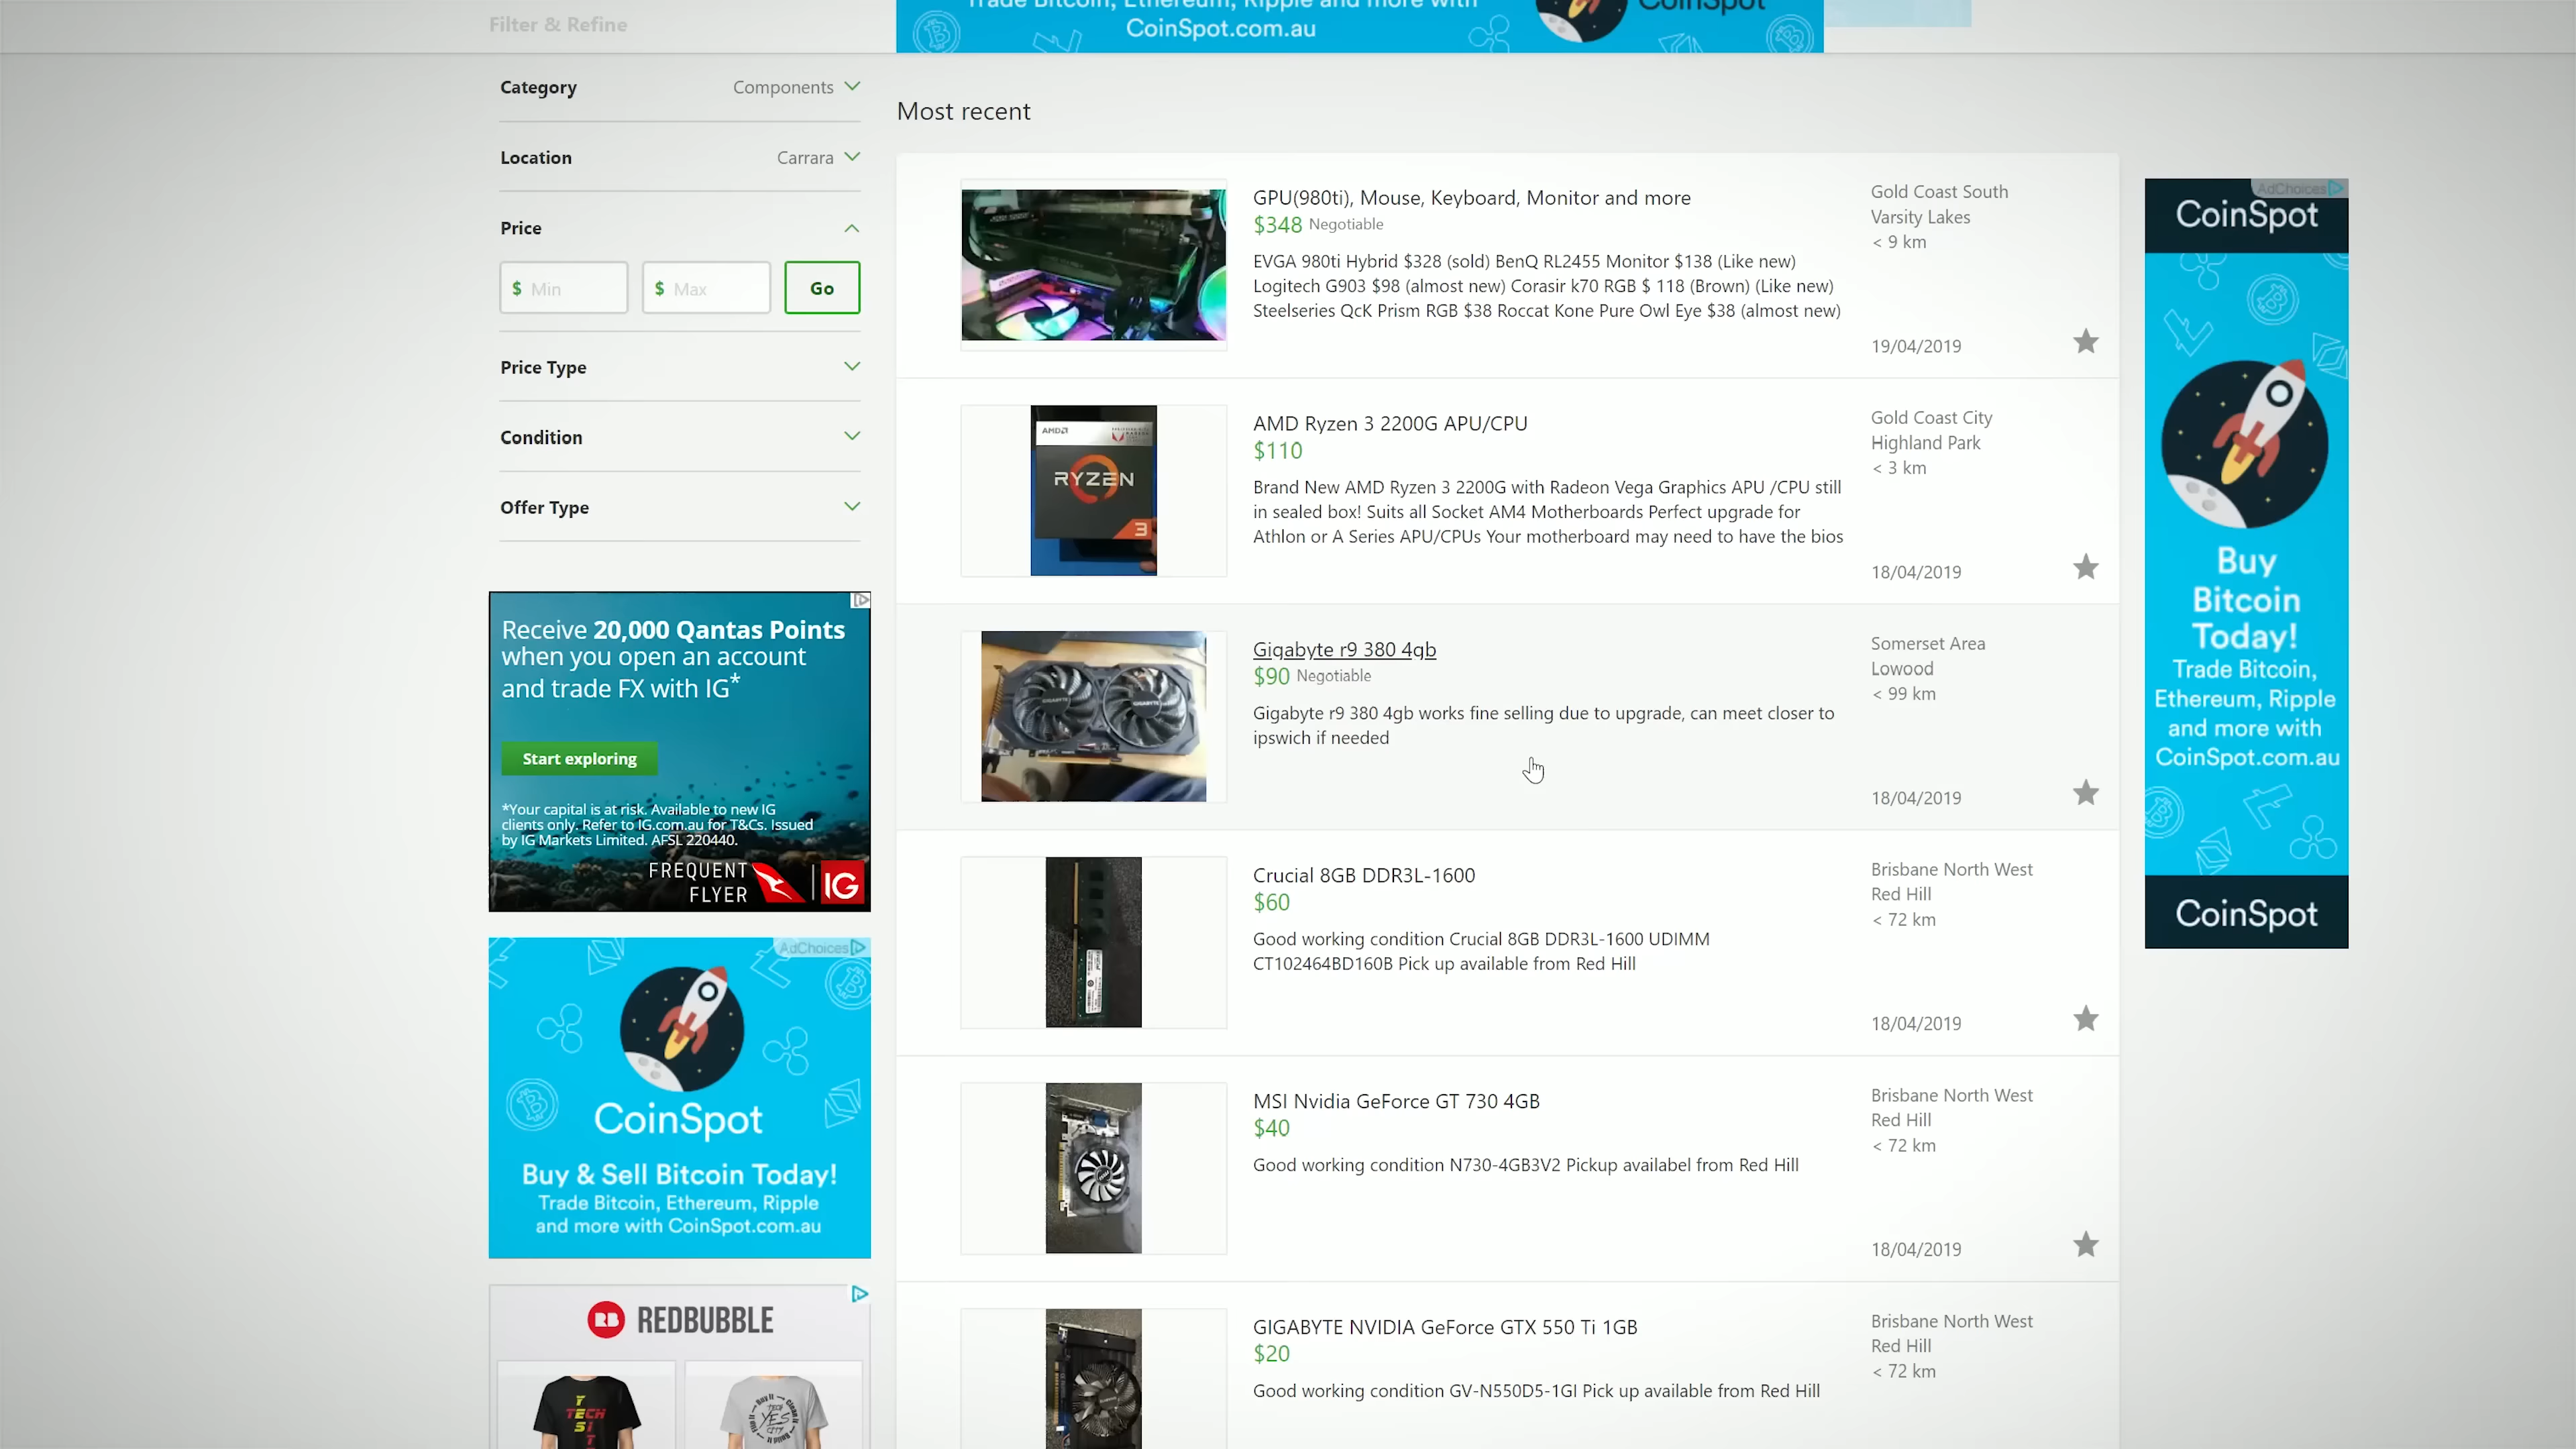 Filter & Refine
Trade Bitcoin, Ethereum, Ripple and more with
CoinSpot.com.au
CoinSpot
Category Components
Location Carrara
Price
$ Min $ Max Go
Price Type
Condition
Offer Type
Receive 20,000 Qantas Points
when you open an account
and trade FX with IG*
Start exploring
*Your capital is at risk. Available to new IG
clients only. Refer to IG.com.au for T&Cs. Issued
by IG Markets Limited. AFSL 220440.
FREQUENT
FLYER
IG
AdChoices
CoinSpot
Buy & Sell Bitcoin Today!
Trade Bitcoin, Ethereum, Ripple
and more with CoinSpot.com.au
RB REDBUBBLE
YES
TECH
CITY
TECH
YES
CITY
Most recent
GPU(980ti), Mouse, Keyboard, Monitor and more
$348 Negotiable
EVGA 980ti Hybrid $328 (sold) BenQ RL2455 Monitor $138 (Like new)
Logitech G903 $98 (almost new) Corasir k70 RGB $ 118 (Brown) (Like new)
Steelseries QcK Prism RGB $38 Roccat Kone Pure Owl Eye $38 (almost new)
Gold Coast South
Varsity Lakes
< 9 km
19/04/2019
AMD
RYZEN
3
AMD Ryzen 3 2200G APU/CPU
$110
Brand New AMD Ryzen 3 2200G with Radeon Vega Graphics APU /CPU still
in sealed box! Suits all Socket AM4 Motherboards Perfect upgrade for
Athlon or A Series APU/CPUs Your motherboard may need to have the bios
Gold Coast City
Highland Park
< 3 km
18/04/2019
Gigabyte r9 380 4gb
$90 Negotiable
Gigabyte r9 380 4gb works fine selling due to upgrade, can meet closer to
ipswich if needed
Somerset Area
Lowood
< 99 km
18/04/2019
Crucial 8GB DDR3L-1600
$60
Good working condition Crucial 8GB DDR3L-1600 UDIMM
CT102464BD160B Pick up available from Red Hill
Brisbane North West
Red Hill
< 72 km
18/04/2019
MSI Nvidia GeForce GT 730 4GB
$40
Good working condition N730-4GB3V2 Pickup availabel from Red Hill
Brisbane North West
Red Hill
< 72 km
18/04/2019
GIGABYTE NVIDIA GeForce GTX 550 Ti 1GB
$20
Good working condition GV-N550D5-1GI Pick up available from Red Hill
Brisbane North West
Red Hill
< 72 km
AdChoices
CoinSpot
Buy
Bitcoin
Today!
Trade Bitcoin,
Ethereum, Ripple
and more with
CoinSpot.com.au
CoinSpot